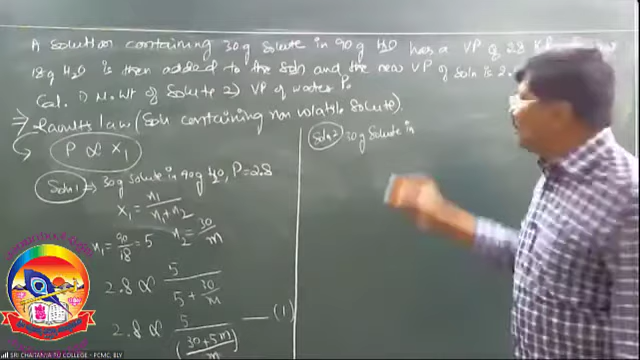 A Solution containing 30g Solute in 90g H₂O has a VP of 2.8
18g H₂O is then added to the Soln and the new VP of Soln is 2.
Cal. 1) M.Wt of Solute 2) VP of water P₀
⇒ Raoults law (Soln containing non volatile Solute).
P ∝ X₁
Soln 1 ⇒ 30g Solute in 90g H₂O, P=2.8
X₁ = n₁/(n₁+n₂)
n₁ = 90/18 = 5 n₂ = 30/m
2.8 ∝ 5/(5 + 30/m)
2.8 ∝ 5/((30+5m)/m) — (1)
Soln 2 30g Solute in
SRI CHAITANYA PU COLLEGE - PCMC, BLY